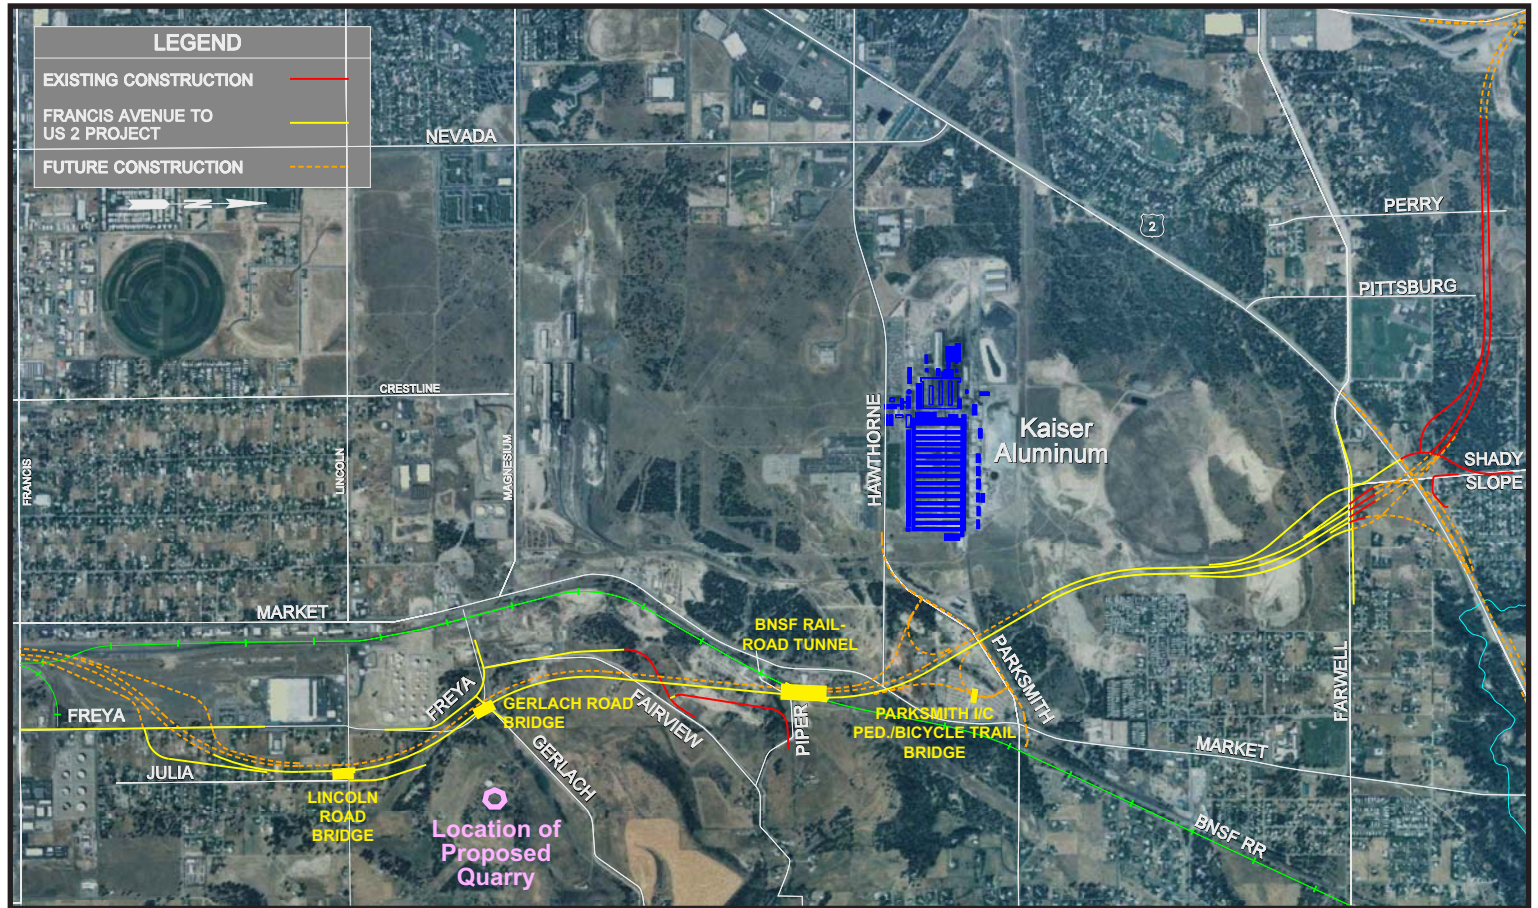 LEGEND
EXISTING CONSTRUCTION
FRANCIS AVENUE TO
US 2 PROJECT
FUTURE CONSTRUCTION
N
NEVADA
PERRY
2
PITTSBURG
CRESTLINE
HAWTHORNE
Kaiser
Aluminum
SHADY
SLOPE
FRANCIS
LINCOLN
MAGNESIUM
MARKET
BNSF RAIL-
ROAD TUNNEL
PARKSMITH
FARWELL
FREYA
FREYA
GERLACH ROAD
BRIDGE
FAIRVIEW
PIPER
PARKSMITH I/C
PED./BICYCLE TRAIL
BRIDGE
MARKET
JULIA
GERLACH
LINCOLN
ROAD
BRIDGE
Location of
Proposed
Quarry
BNSF RR